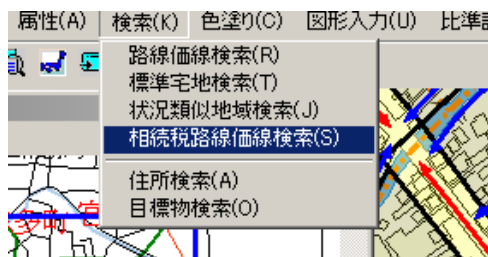 属性(A) 検索(K) 色塗り(C) 図形入力(U) 比準
路線価線検索(R)
標準宅地検索(T)
状況類似地域検索(J)
相続税路線価線検索(S)
住所検索(A)
目標物検索(O)
多町